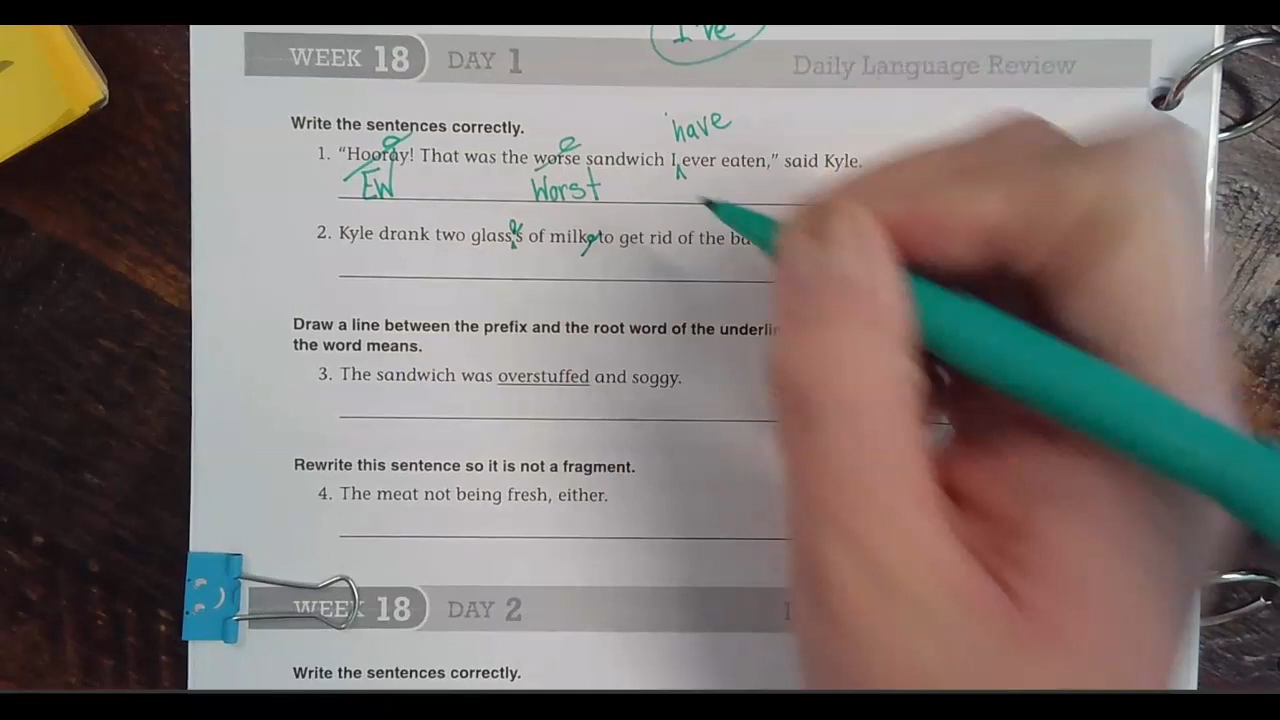 I've
WEEK 18 DAY 1 Daily Language Review
Write the sentences correctly.
have
1. “Hooray! That was the worse sandwich I ever eaten,” said Kyle.
Ew Worst
2. Kyle drank two glass's of milk to get rid of the
Draw a line between the prefix and the root word of the
the word means.
3. The sandwich was overstuffed and soggy.
Rewrite this sentence so it is not a fragment.
4. The meat not being fresh, either.
WEEK 18 DAY 2
Write the sentences correctly.